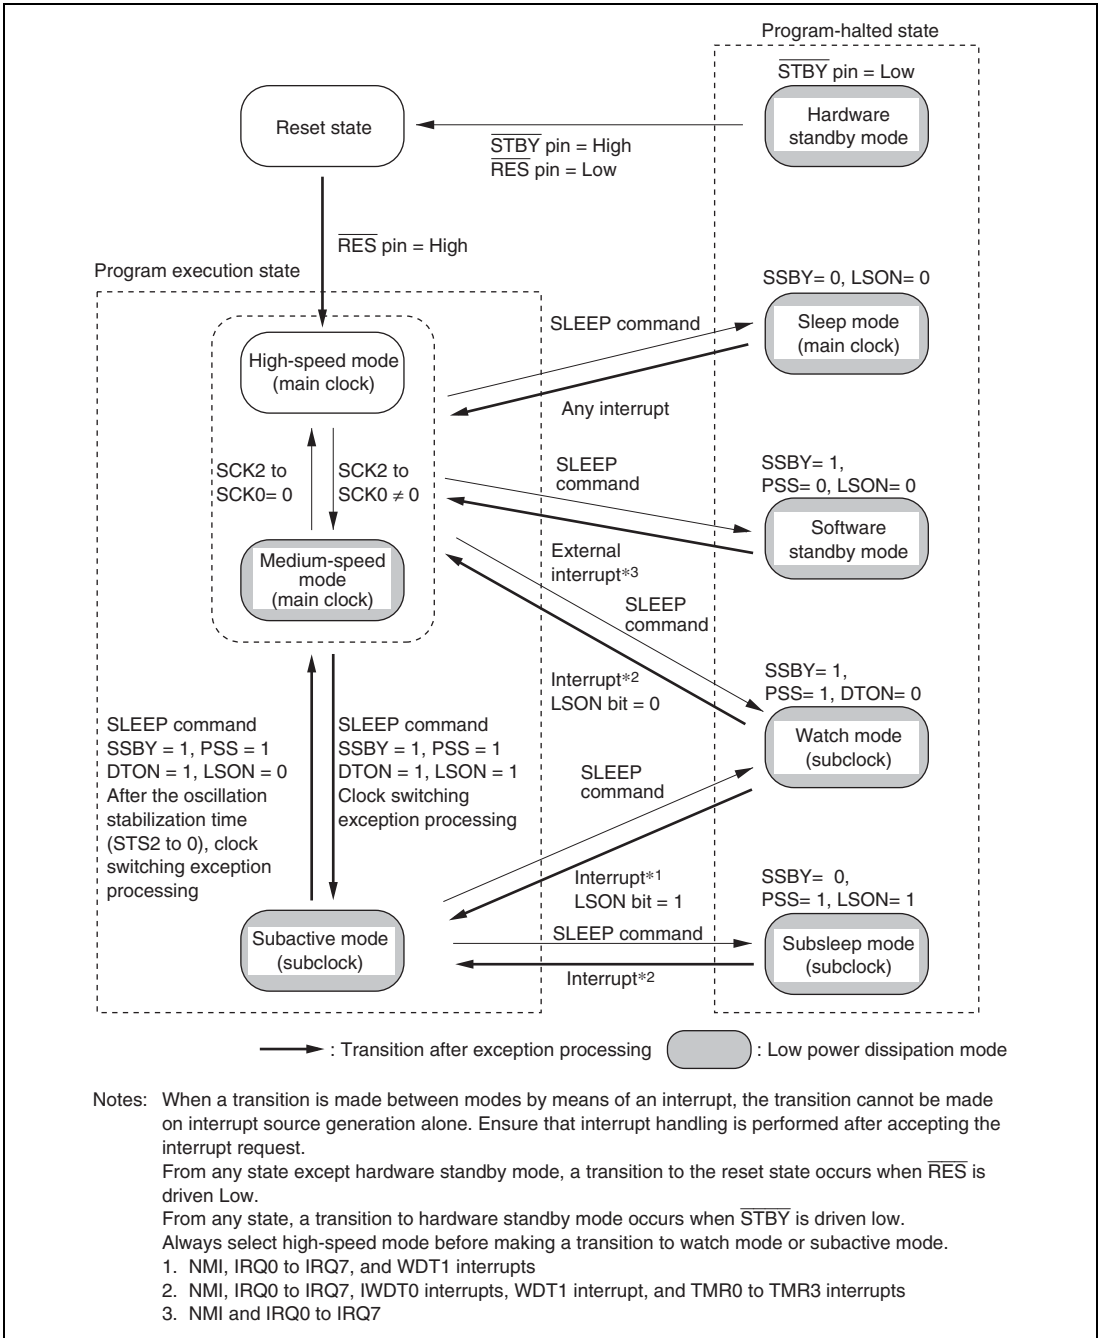 Program-halted state
STBY pin = Low
Hardware
standby mode
Reset state
STBY pin = High
RES pin = Low
RES pin = High
Program execution state
SSBY= 0, LSON= 0
SLEEP command
Sleep mode
(main clock)
High-speed mode
(main clock)
Any interrupt
SCK2 to
SCK0= 0
SCK2 to
SCK0 ≠ 0
SLEEP
command
SSBY= 1,
PSS= 0, LSON= 0
Software
standby mode
Medium-speed
mode
(main clock)
External
interrupt*3
SLEEP
command
Interrupt*2
LSON bit = 0
SSBY= 1,
PSS= 1, DTON= 0
Watch mode
(subclock)
SLEEP command
SSBY = 1, PSS = 1
DTON = 1, LSON = 0
After the oscillation
stabilization time
(STS2 to 0), clock
switching exception
processing
SLEEP command
SSBY = 1, PSS = 1
DTON = 1, LSON = 1
Clock switching
exception processing
SLEEP
command
Interrupt*1
LSON bit = 1
SSBY=  0,
PSS= 1, LSON= 1
SLEEP command
Subactive mode
(subclock)
Subsleep mode
(subclock)
Interrupt*2
: Transition after exception processing
: Low power dissipation mode
Notes: When a transition is made between modes by means of an interrupt, the transition cannot be made
on interrupt source generation alone. Ensure that interrupt handling is performed after accepting the
interrupt request.
From any state except hardware standby mode, a transition to the reset state occurs when RES is
driven Low.
From any state, a transition to hardware standby mode occurs when STBY is driven low.
Always select high-speed mode before making a transition to watch mode or subactive mode.
1. NMI, IRQ0 to IRQ7, and WDT1 interrupts
2. NMI, IRQ0 to IRQ7, IWDT0 interrupts, WDT1 interrupt, and TMR0 to TMR3 interrupts
3. NMI and IRQ0 to IRQ7